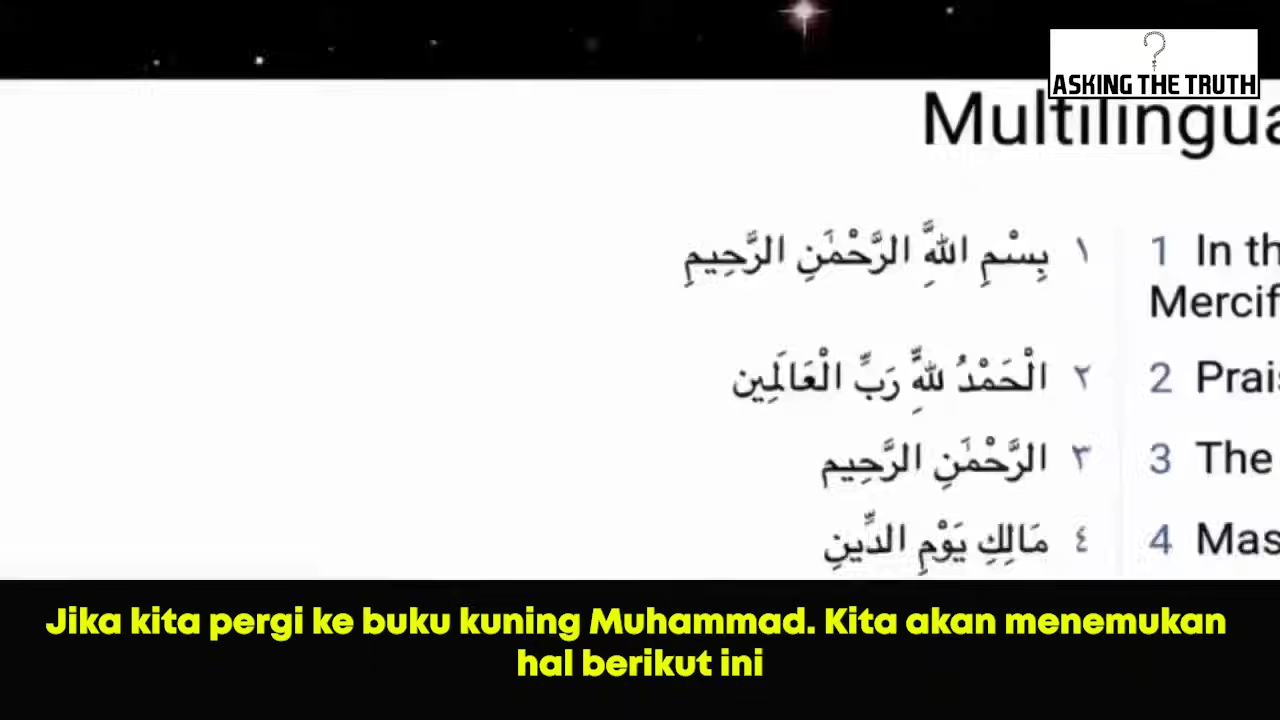 ?
ASKING THE TRUTH
Multilingua
بِسْمِ اللَّهِ الرَّحْمَٰنِ الرَّحِيمِ ١
1 In th
Mercif
الْحَمْدُ لِلَّهِ رَبِّ الْعَالَمِين ٢
2 Prais
الرَّحْمَٰنِ الرَّحِيم ٣
3 The
مَالِكِ يَوْمِ الدِّينِ ٤
4 Mas
Jika kita pergi ke buku kuning Muhammad. Kita akan menemukan
hal berikut ini